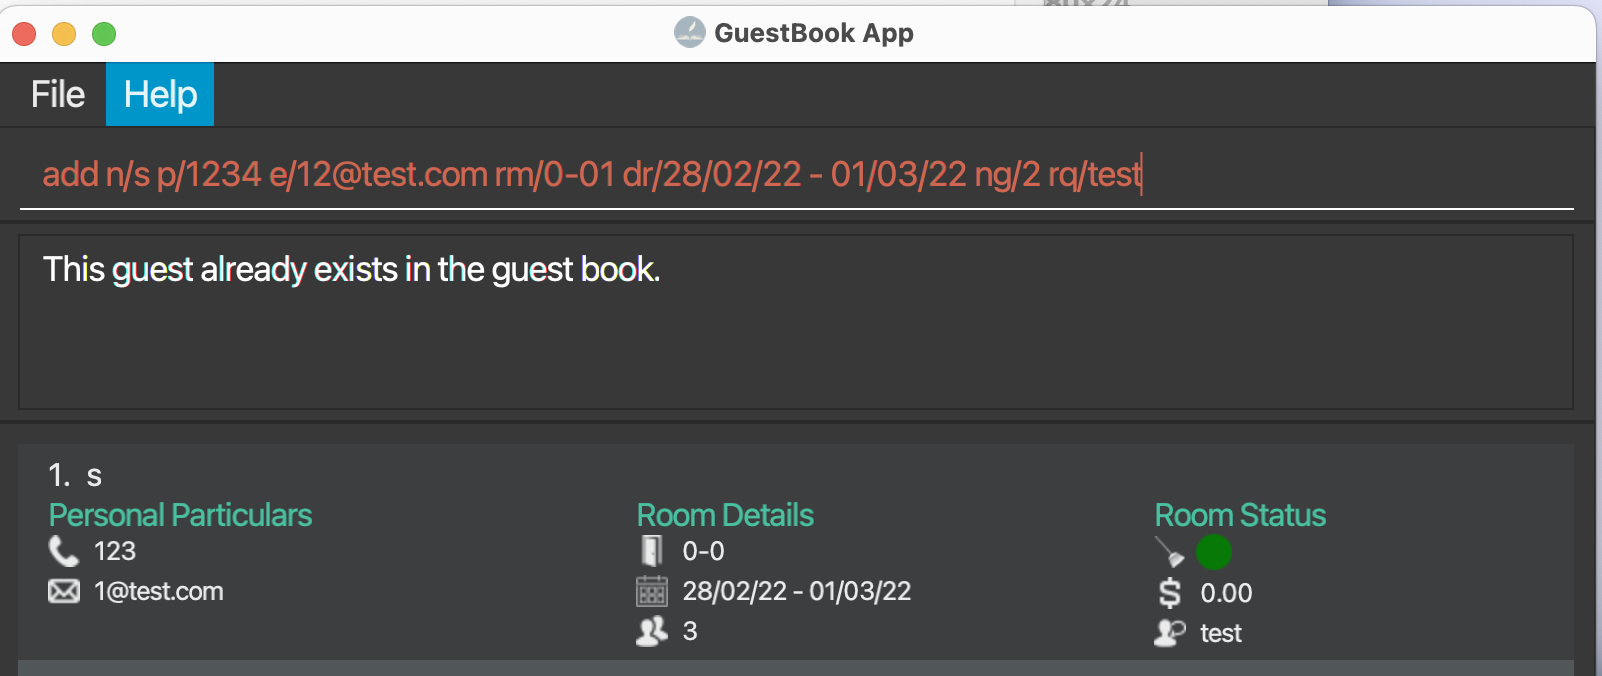 GuestBook App
File Help
add n/s p/1234 e/12@test.com rm/0-01 dr/28/02/22 - 01/03/22 ng/2 rq/test
This guest already exists in the guest book.
1. s
Personal Particulars
123
1@test.com
Room Details
0-0
28/02/22 - 01/03/22
3
Room Status
$ 0.00
test